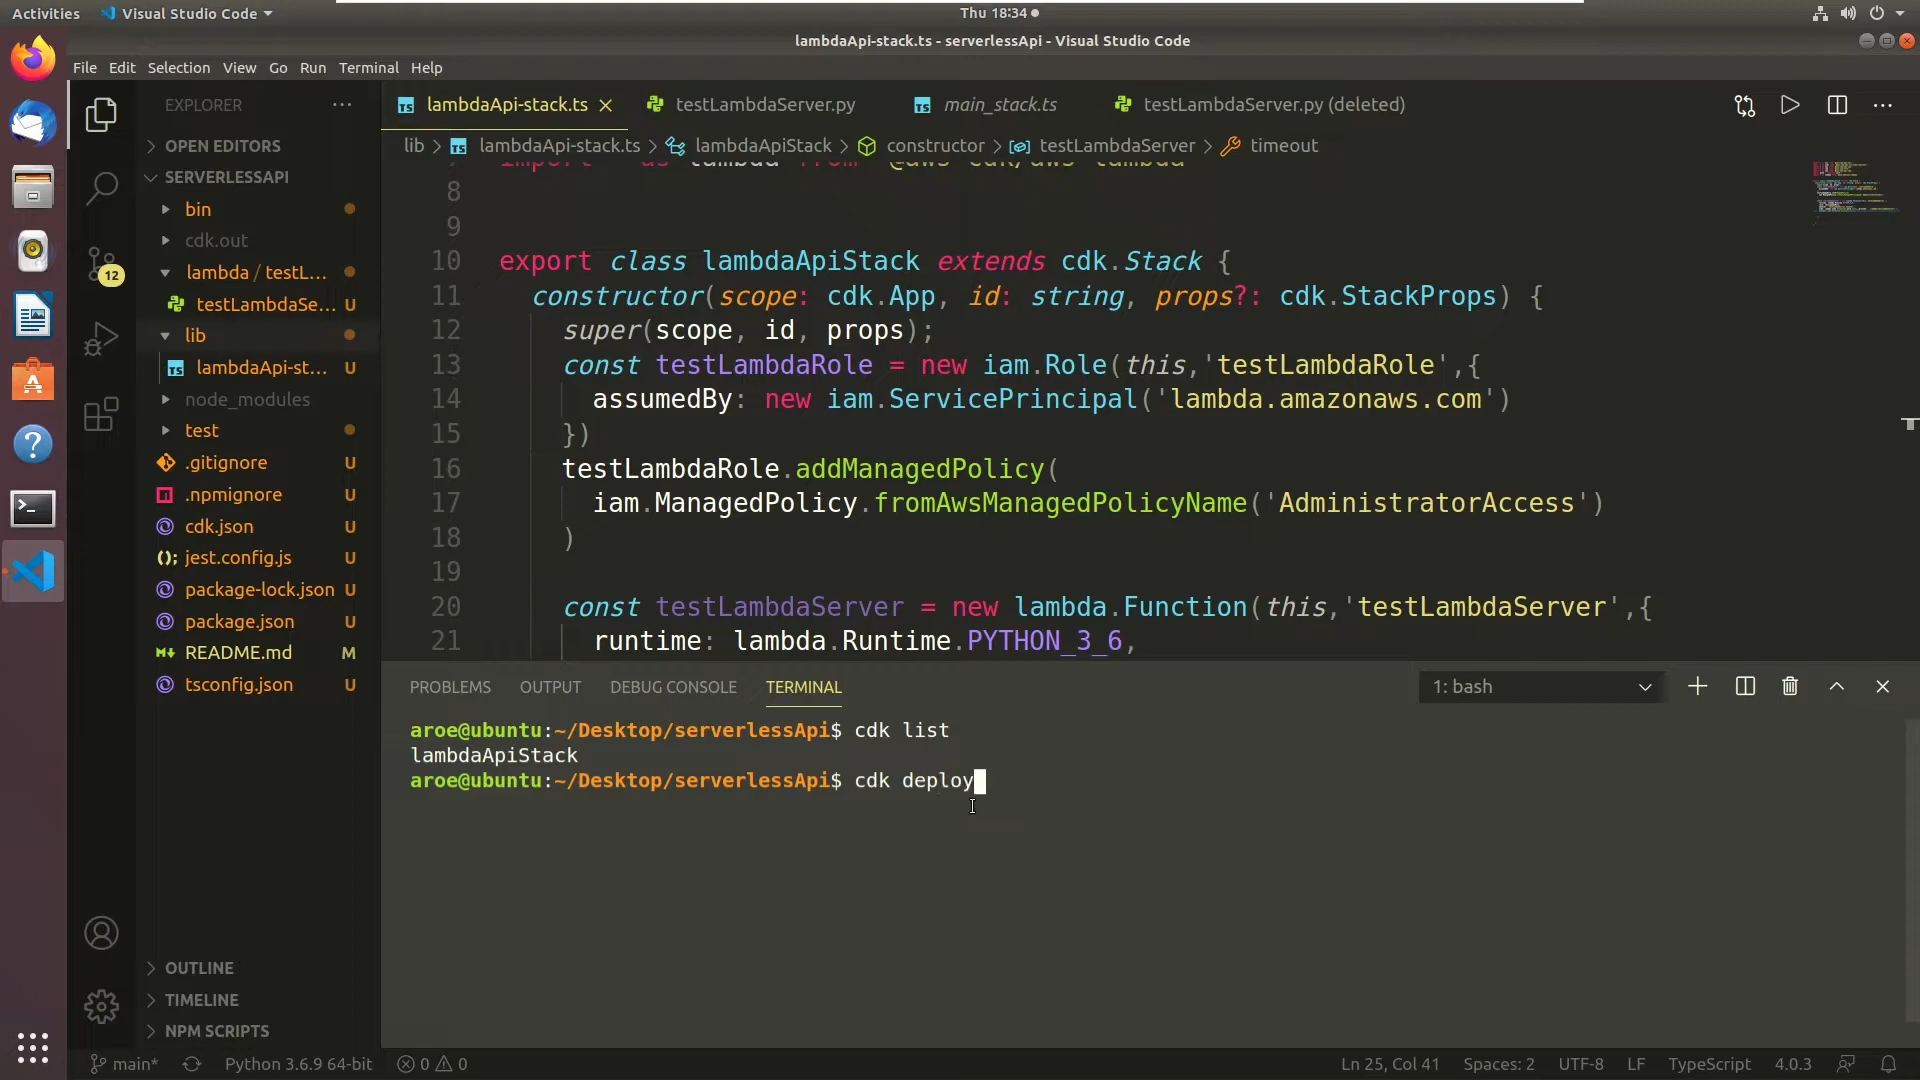 Activities
Visual Studio Code
Thu 18:34
lambdaApi-stack.ts - serverlessApi - Visual Studio Code
File Edit Selection View Go Run Terminal Help
EXPLORER
OPEN EDITORS
SERVERLESSAPI
bin
cdk.out
lambda / testL...
testLambdaSe... U
lib
lambdaApi-st... U
node_modules
test
.gitignore U
.npmignore U
cdk.json U
jest.config.js U
package-lock.json U
package.json U
README.md M
tsconfig.json U
OUTLINE
TIMELINE
NPM SCRIPTS
12
lambdaApi-stack.ts
testLambdaServer.py
main_stack.ts
testLambdaServer.py (deleted)
lib > lambdaApi-stack.ts > lambdaApiStack > constructor > testLambdaServer > timeout
8
9
10 export class lambdaApiStack extends cdk.Stack {
11 constructor(scope: cdk.App, id: string, props?: cdk.StackProps) {
12 super(scope, id, props);
13 const testLambdaRole = new iam.Role(this,'testLambdaRole',{
14 assumedBy: new iam.ServicePrincipal('lambda.amazonaws.com')
15 })
16 testLambdaRole.addManagedPolicy(
17 iam.ManagedPolicy.fromAwsManagedPolicyName('AdministratorAccess')
18 )
19
20 const testLambdaServer = new lambda.Function(this,'testLambdaServer',{
21 runtime: lambda.Runtime.PYTHON_3_6,
PROBLEMS OUTPUT DEBUG CONSOLE TERMINAL
1: bash
aroe@ubuntu:~/Desktop/serverlessApi$ cdk list
lambdaApiStack
aroe@ubuntu:~/Desktop/serverlessApi$ cdk deploy
main* Python 3.6.9 64-bit 0 0 Ln 25, Col 41 Spaces: 2 UTF-8 LF TypeScript 4.0.3